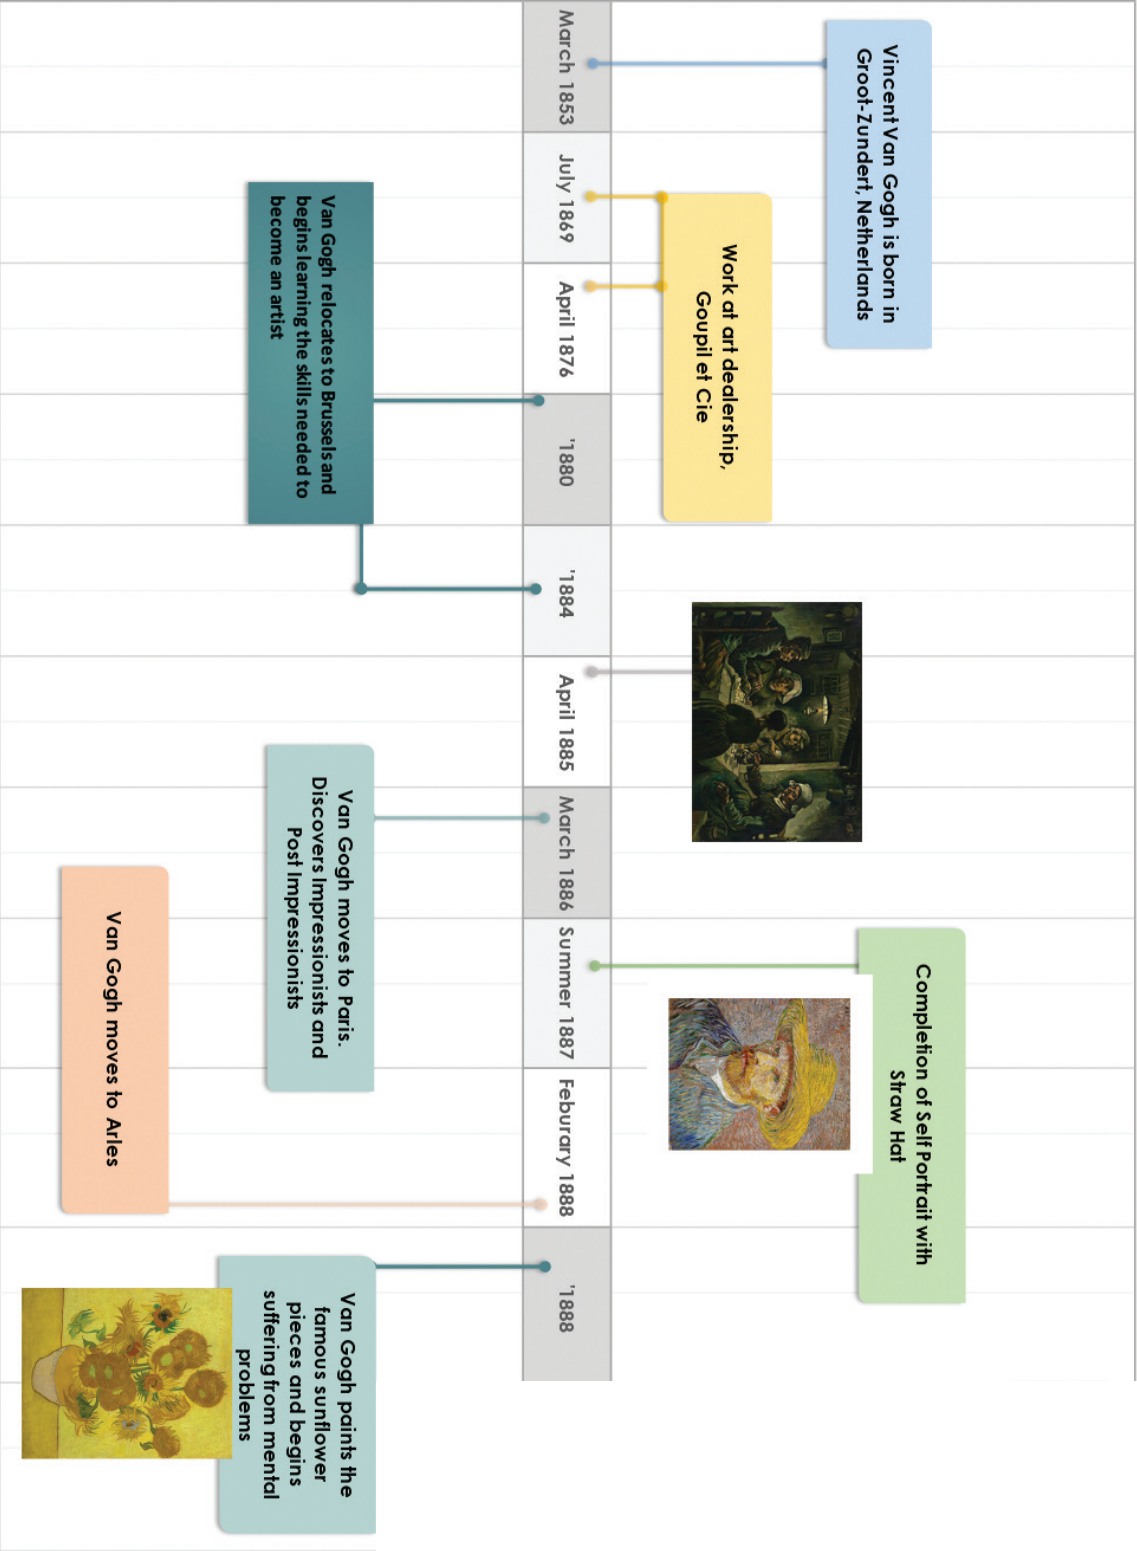 Vincent Van Gogh is born in
Groot-Zundert, Netherlands
Work at art dealership,
Goupil et Cie
Completion of Self Portrait with
Straw Hat
March 1853
July 1869
April 1876
'1880
'1884
April 1885
March 1886
Summer 1887
Feburary 1888
'1888
Van Gogh relocates to Brussels and
begins learning the skills needed to
become an artist
Van Gogh moves to Paris.
Discovers Impressionists and
Post Impressionists
Van Gogh moves to Arles
Van Gogh paints the
famous sunflower
pieces and begins
suffering from mental
problems